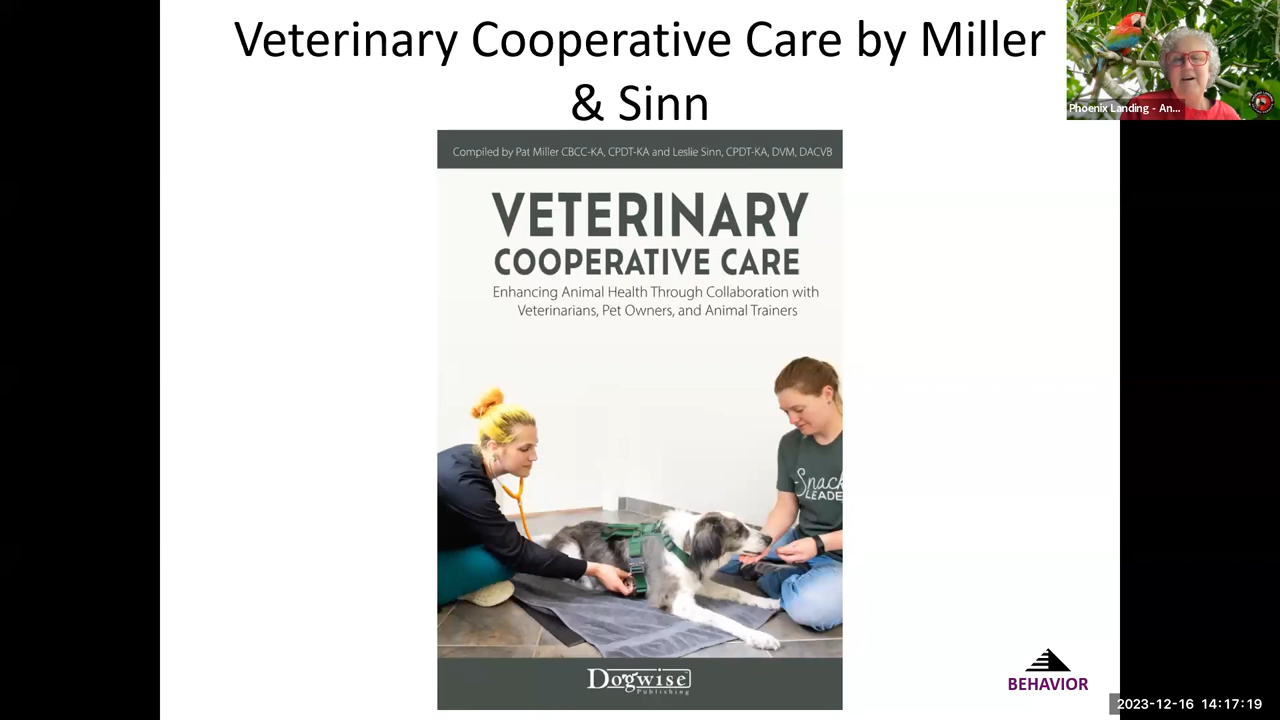 Veterinary Cooperative Care by Miller
& Sinn
Phoenix Landing - An...
Compiled by Pat Miller CBCC-KA, CPDT-KA and Leslie Sinn, CPDT-KA, DVM, DACVB
VETERINARY
COOPERATIVE CARE
Enhancing Animal Health Through Collaboration with
Veterinarians, Pet Owners, and Animal Trainers
Snack
LEADE
Dogwise
Publishing
BEHAVIOR
2023-12-16 14:17:19